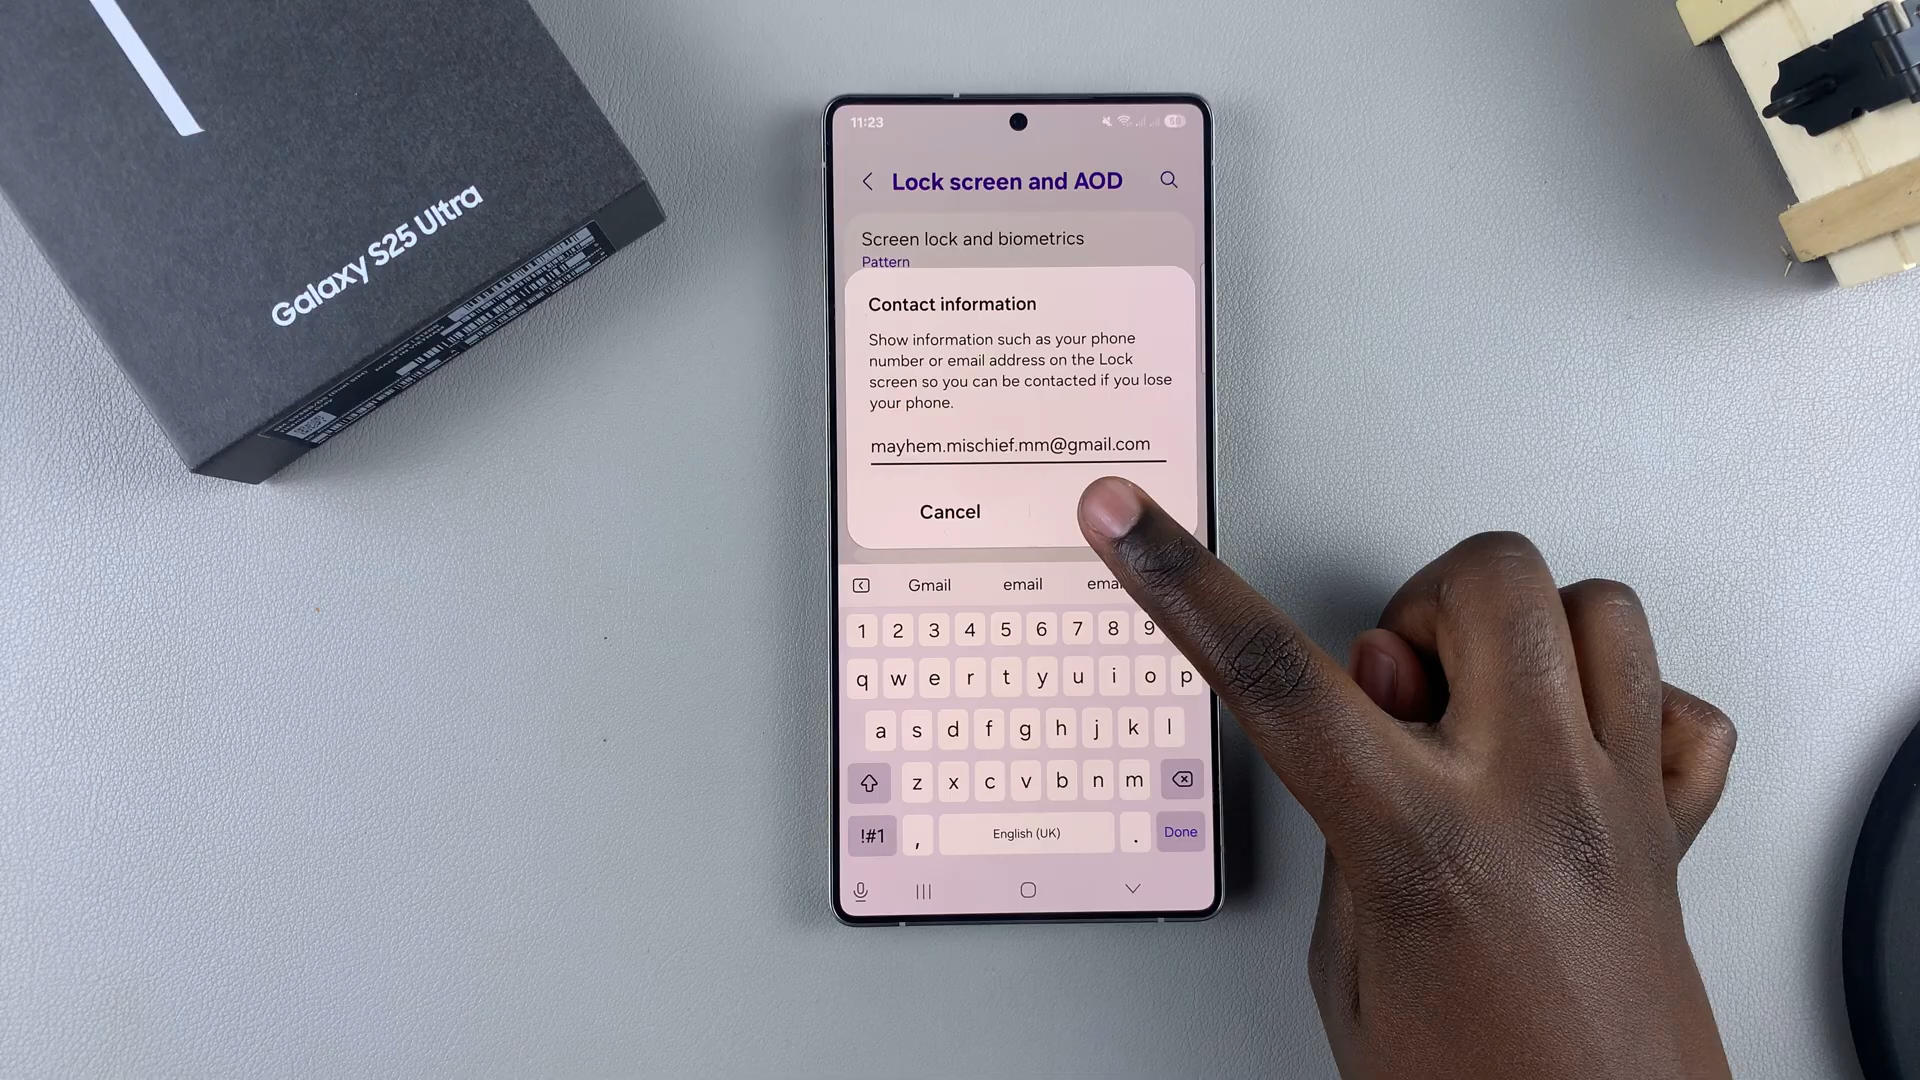 Galaxy S25 Ultra
11:23
50
Lock screen and AOD
Screen lock and biometrics
Pattern
Contact information
Show information such as your phone
number or email address on the Lock
screen so you can be contacted if you lose
your phone.
mayhem.mischief.mm@gmail.com
Cancel
Gmail email
1 2 3 4 5 6 7 8 9
q w e r t y u i o p
a s d f g h j k l
z x c v b n m
!#1 , English (UK) . Done